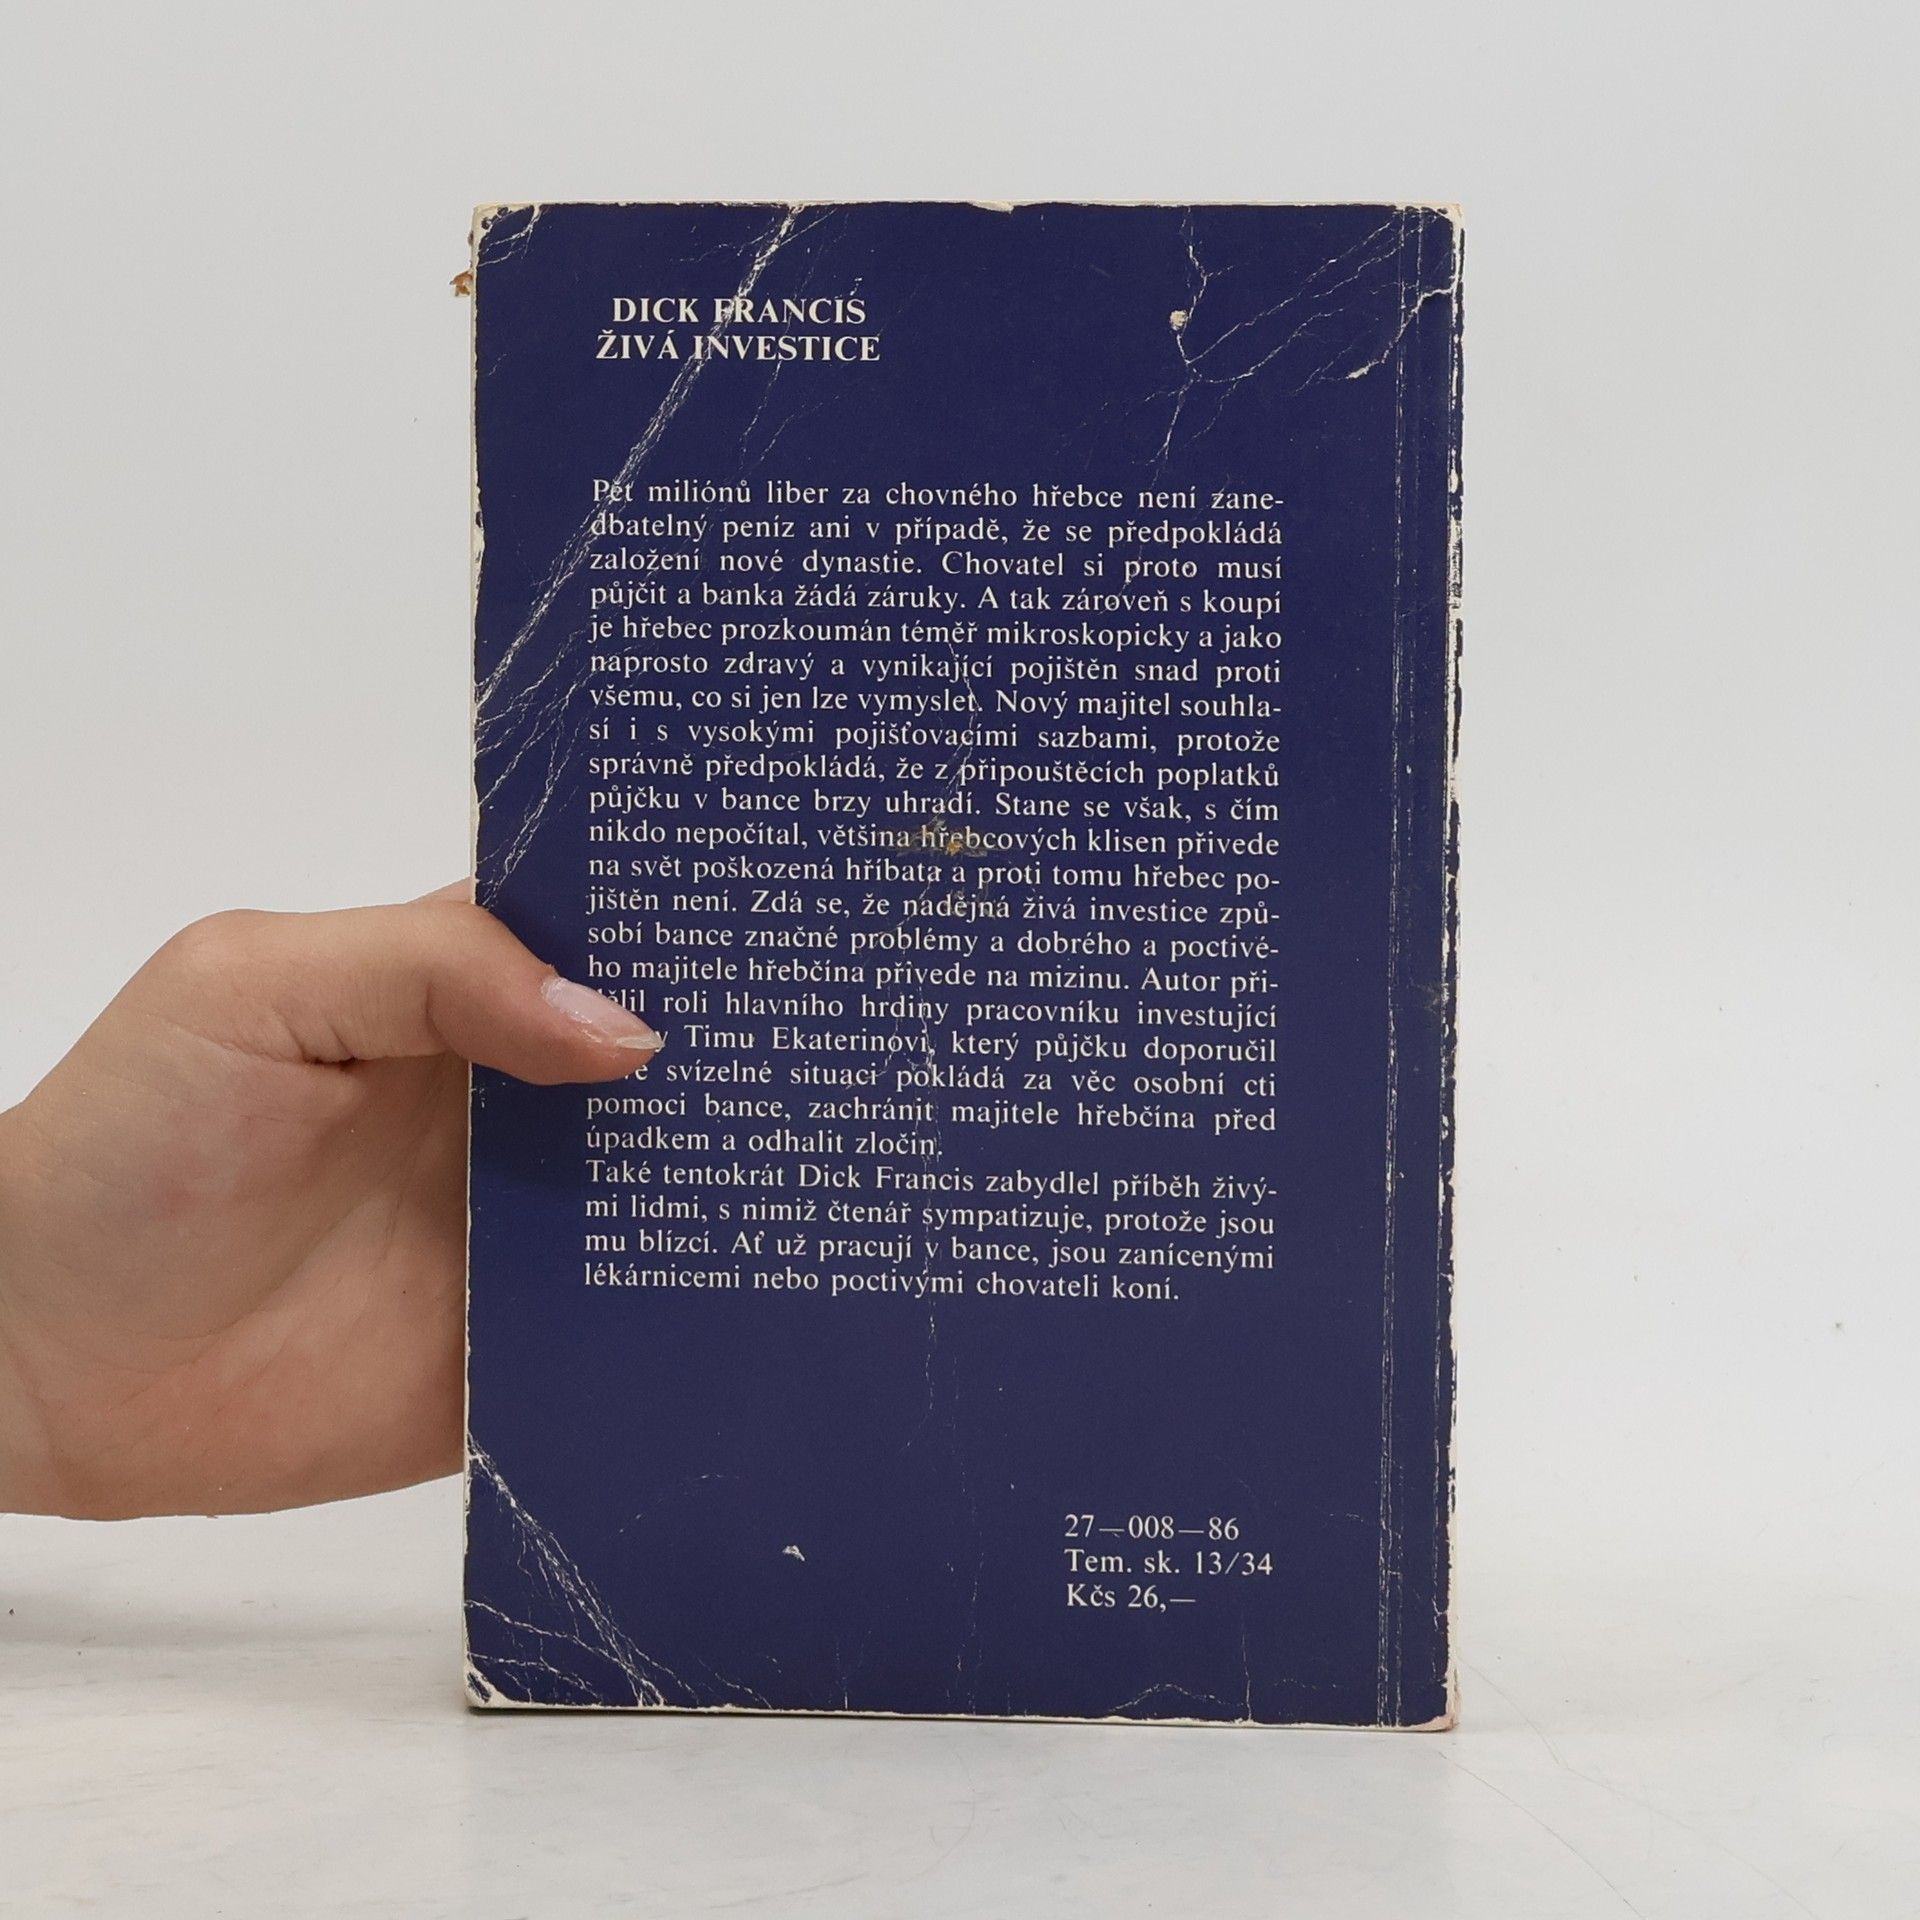 DICK FRANCIS
ŽIVÁ INVESTICE
Pět miliónů liber za chovného hřebce není zane-
dbatelný peníz ani v případě, že se předpokládá
založení nové dynastie. Chovatel si proto musí
půjčit a banka žádá záruky. A tak zároveň s koupí
je hřebec prozkoumán téměř mikroskopicky a jako
naprosto zdravý a vynikající pojištěn snad proti
všemu, co si jen lze vymyslet. Nový majitel souhla-
sí i s vysokými pojišťovacími sazbami, protože
správně předpokládá, že z připouštěcích poplatků
půjčku v bance brzy uhradí. Stane se však, s čím
nikdo nepočítal, většina hřebcových klisen přivede
na svět poškozená hříbata a proti tomu hřebec po-
jištěn není. Zdá se, že nadějná živá investice způ-
sobí bance značné problémy a dobrého a poctivé-
ho majitele hřebčína přivede na mizinu. Autor při-
roli hlavního hrdiny pracovníku investující
Timu Ekaterinovi, který půjčku doporučil
svízelné situaci pokládá za věc osobní cti
pomoci bance, zachránit majitele hřebčína před
úpadkem a odhalit zločin.
Také tentokrát Dick Francis zabydlel příběh živý-
mi lidmi, s nimiž čtenář sympatizuje, protože jsou
mu blízcí. Ať už pracují v bance, jsou zanícenými
lékárnicemi nebo poctivými chovateli koní.
27—008—86
Tem. sk. 13/34
Kčs 26,—